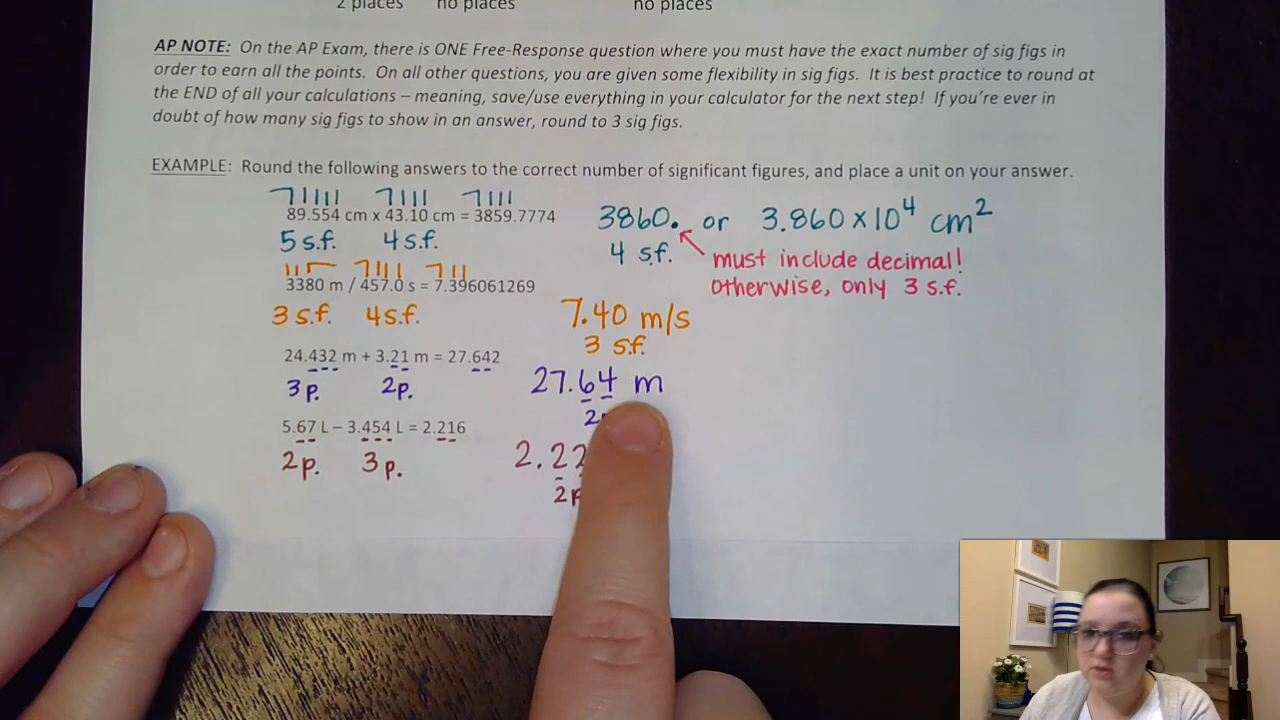 2 places no places no places
AP NOTE: On the AP Exam, there is ONE Free-Response question where you must have the exact number of sig figs in
order to earn all the points. On all other questions, you are given some flexibility in sig figs. It is best practice to round at
the END of all your calculations – meaning, save/use everything in your calculator for the next step! If you're ever in
doubt of how many sig figs to show in an answer, round to 3 sig figs.
EXAMPLE: Round the following answers to the correct number of significant figures, and place a unit on your answer.
89.554 cm x 43.10 cm = 3859.7774 3860. or 3.860 x 10⁴ cm²
5 s.f. 4 s.f. 4 s.f. must include decimal!
otherwise, only 3 s.f.
3380 m / 457.0 s = 7.396061269 7.40 m/s
3 s.f. 4 s.f. 3 s.f.
24.432 m + 3.21 m = 27.642 27.64 m
3 p. 2p. 2
5.67 L – 3.454 L = 2.216 2.22
2p. 3p. 2p